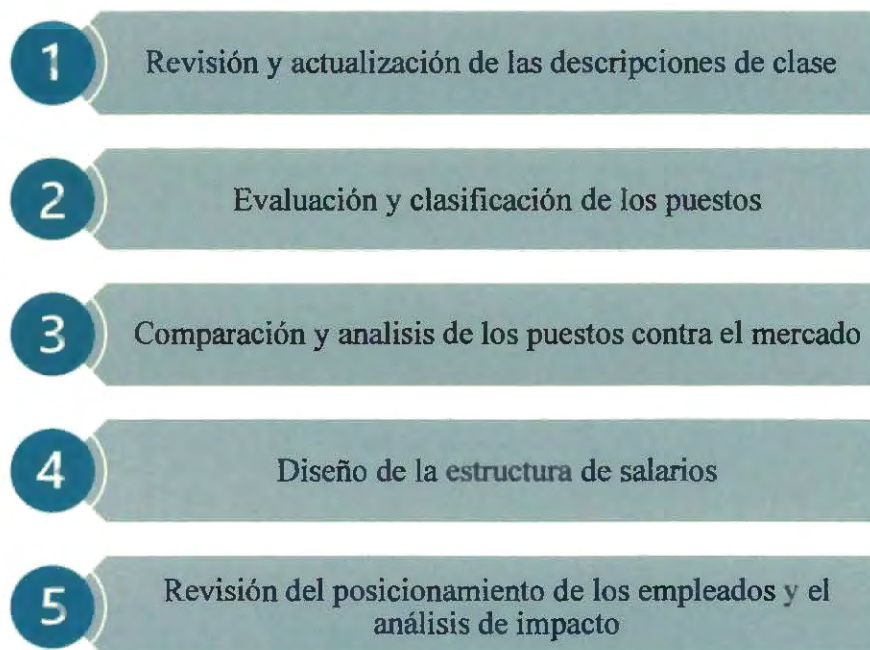 1
Revisión y actualización de las descripciones de clase
2
Evaluación y clasificación de los puestos
3
Comparación y analisis de los puestos contra el mercado
4
Diseño de la estructura de salarios
5
Revisión del posicionamiento de los empleados y el
análisis de impacto